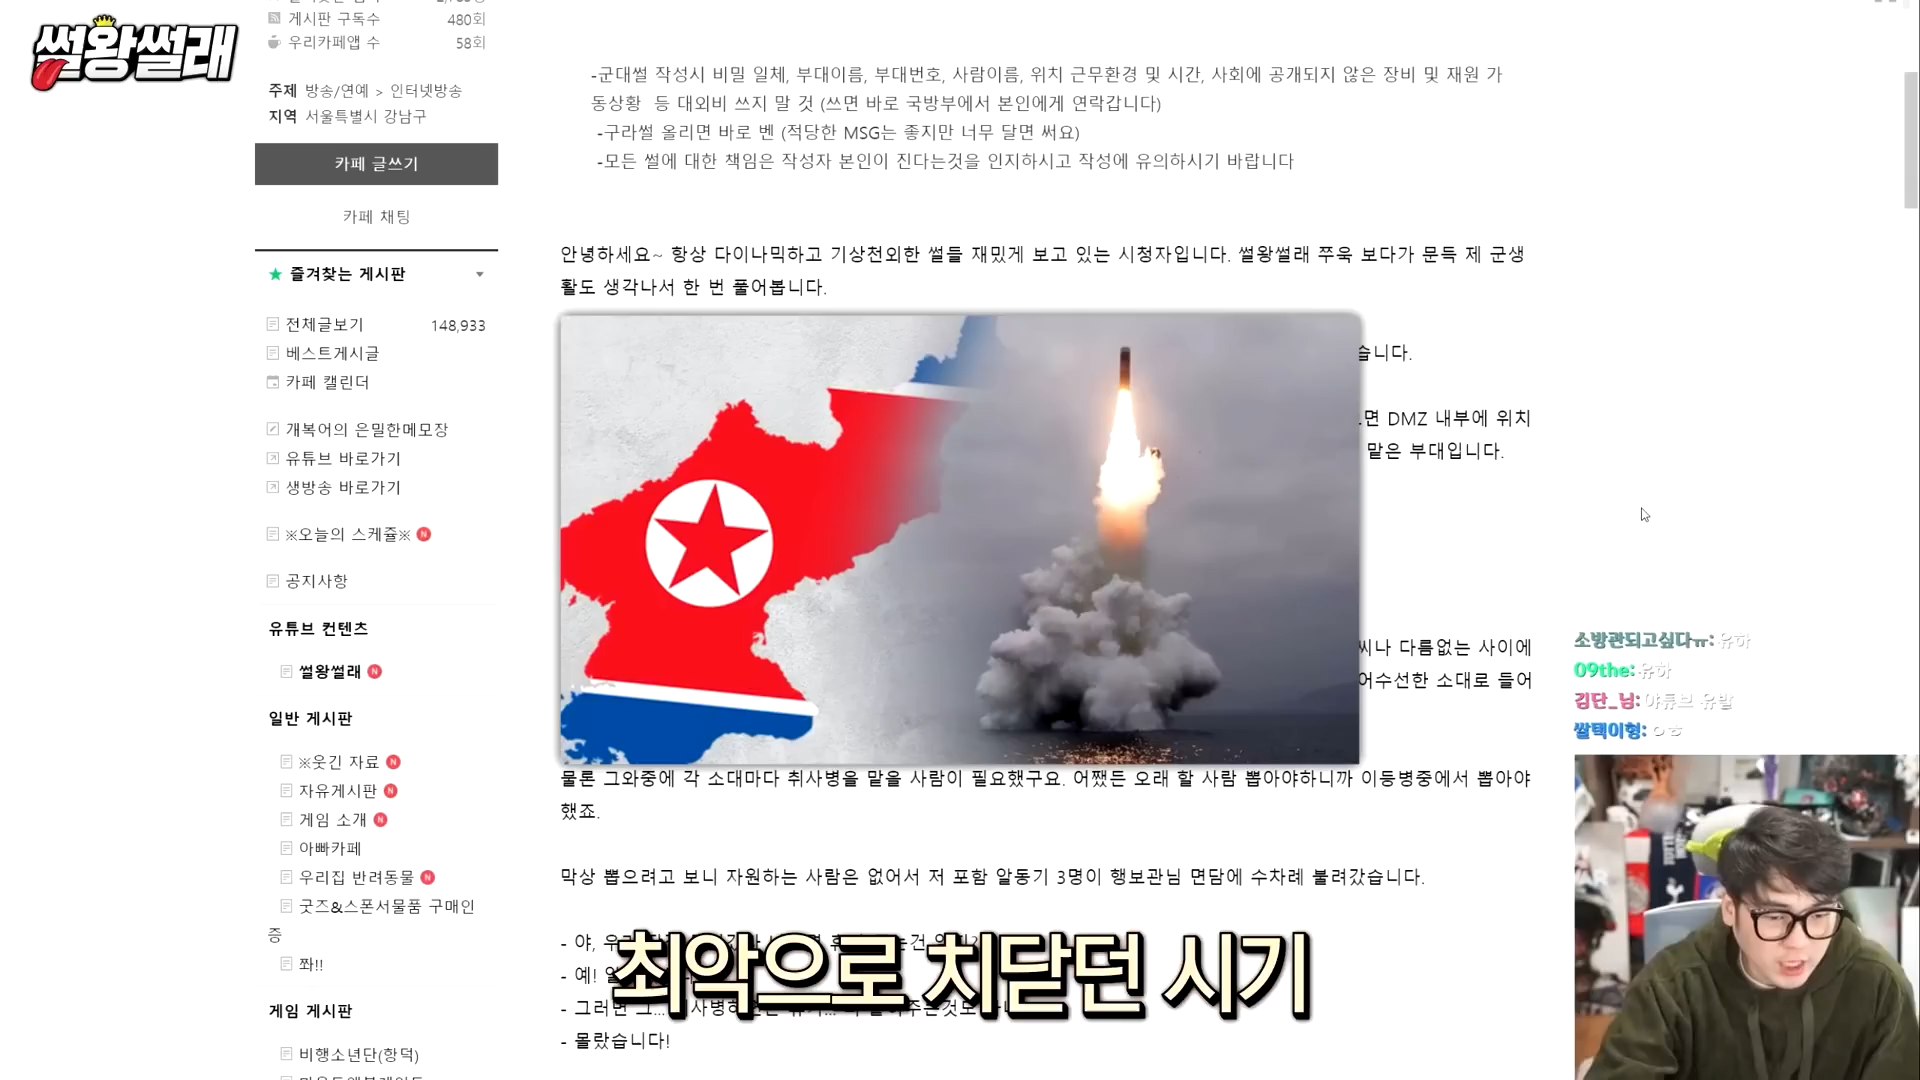 썰왕썰래
게시판 구독수 480회
우리카페앱 수 58회
주제 방송/연예 > 인터넷방송
지역 서울특별시 강남구
카페 글쓰기
카페 채팅
즐겨찾는 게시판
전체글보기 148,933
베스트게시글
카페 캘린더
개복어의 은밀한메모장
유튜브 바로가기
생방송 바로가기
※오늘의 스케쥴※ N
공지사항
유튜브 컨텐츠
썰왕썰래 N
일반 게시판
※웃긴 자료 N
자유게시판 N
게임 소개 N
아빠카페
우리집 반려동물 N
굿즈&스폰서물품 구매인
증
쫘!!
게임 게시판
비행소년단(항덕)
-군대썰 작성시 비밀 일체, 부대이름, 부대번호, 사람이름, 위치 근무환경 및 시간, 사회에 공개되지 않은 장비 및 재원 가
동상황 등 대외비 쓰지 말 것 (쓰면 바로 국방부에서 본인에게 연락갑니다)
-구라썰 올리면 바로 벤 (적당한 MSG는 좋지만 너무 달면 써요)
-모든 썰에 대한 책임은 작성자 본인이 진다는것을 인지하시고 작성에 유의하시기 바랍니다
안녕하세요~ 항상 다이나믹하고 기상천외한 썰들 재밌게 보고 있는 시청자입니다. 썰왕썰래 쭈욱 보다가 문득 제 군생
활도 생각나서 한 번 풀어봅니다.
습니다.
면 DMZ 내부에 위치
맡은 부대입니다.
씨나 다름없는 사이에
어수선한 소대로 들어
물론 그와중에 각 소대마다 취사병을 맡을 사람이 필요했구요. 어쨌든 오래 할 사람 뽑아야하니까 이등병중에서 뽑아야
했죠.
막상 뽑으려고 보니 자원하는 사람은 없어서 저 포함 알동기 3명이 행보관님 면담에 수차례 불려갔습니다.
- 야,
- 예!
- 그러면 그...
- 몰랐습니다!
최악으로 치닫던 시기
소방관되고싶다ㅠ: 유하
09the: 유하
김단_님: 야튜브 유발
쌀택이형: ㅇㅎ